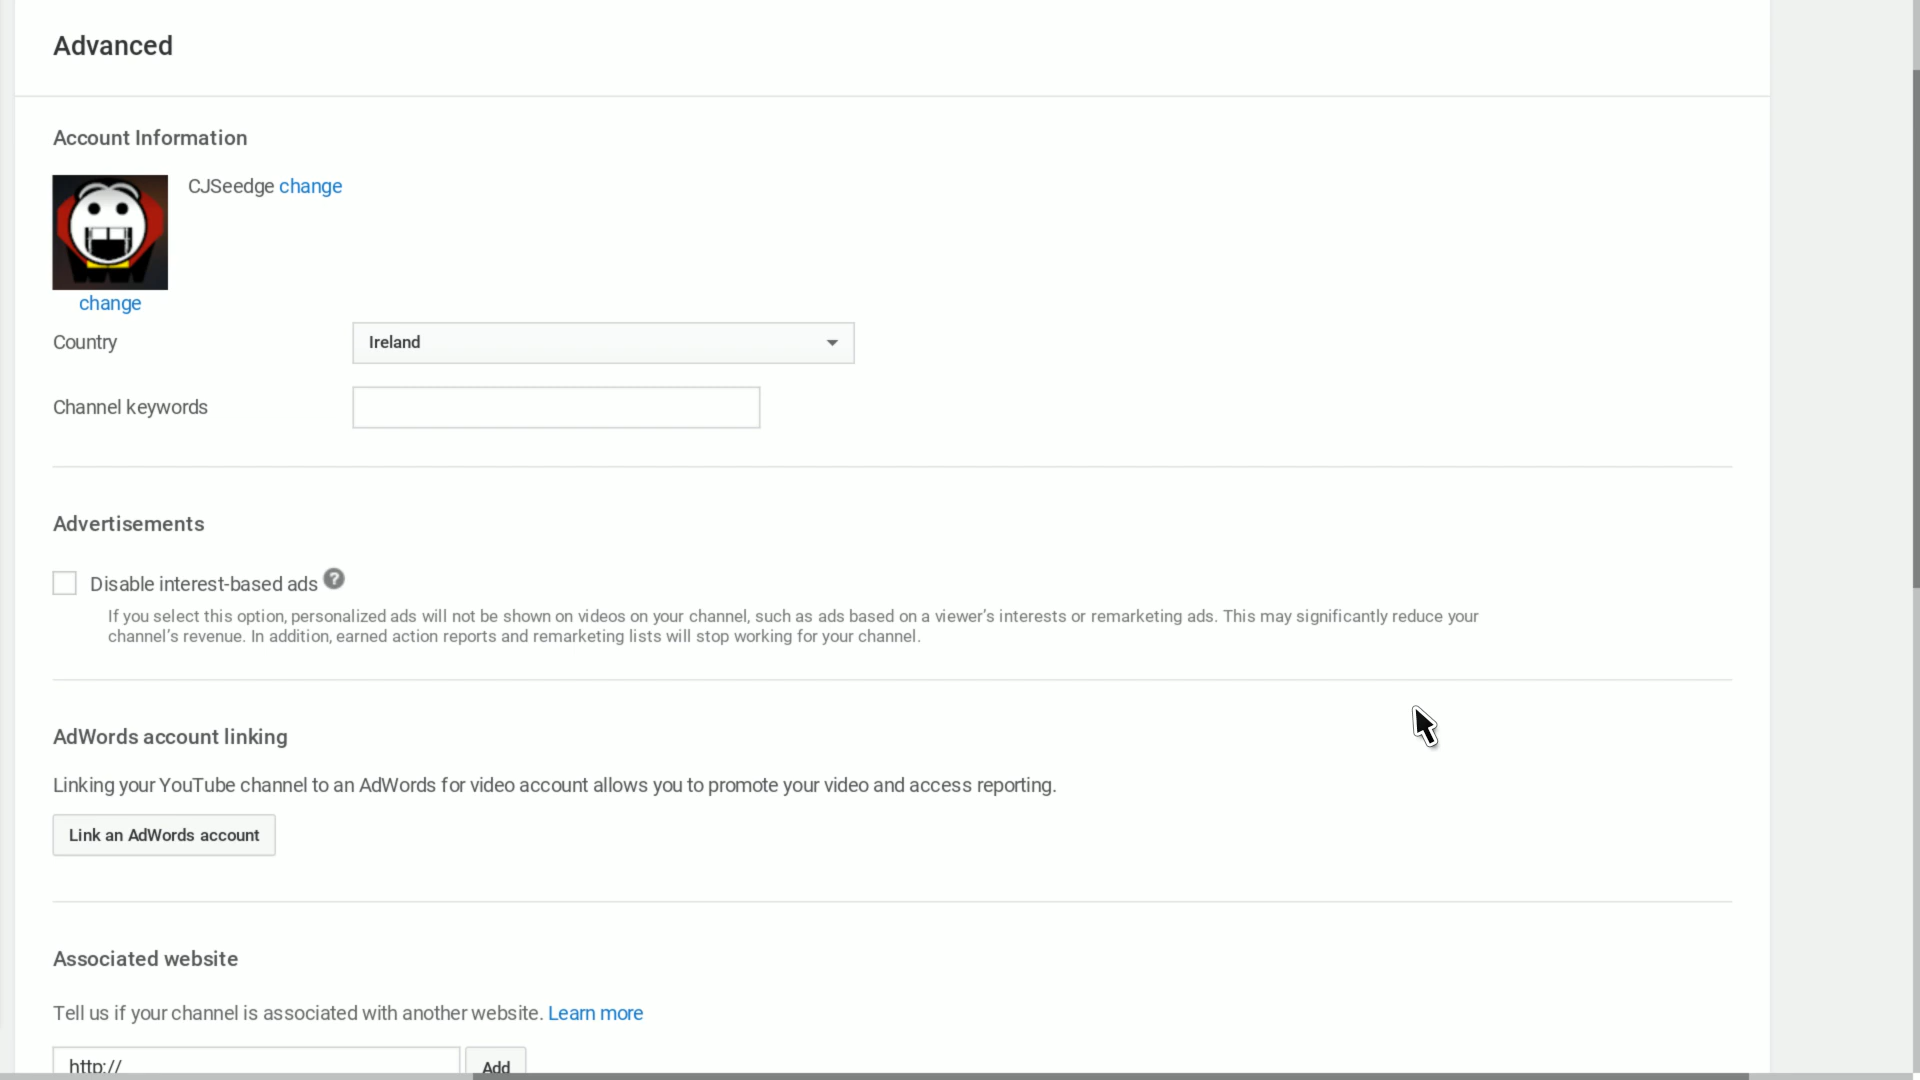 Advanced
Account Information
CJSeedge change
change
Country
Ireland
Channel keywords
Advertisements
Disable interest-based ads ?
If you select this option, personalized ads will not be shown on videos on your channel, such as ads based on a viewer's interests or remarketing ads. This may significantly reduce your
channel's revenue. In addition, earned action reports and remarketing lists will stop working for your channel.
AdWords account linking
Linking your YouTube channel to an AdWords for video account allows you to promote your video and access reporting.
Link an AdWords account
Associated website
Tell us if your channel is associated with another website. Learn more
http://
Add